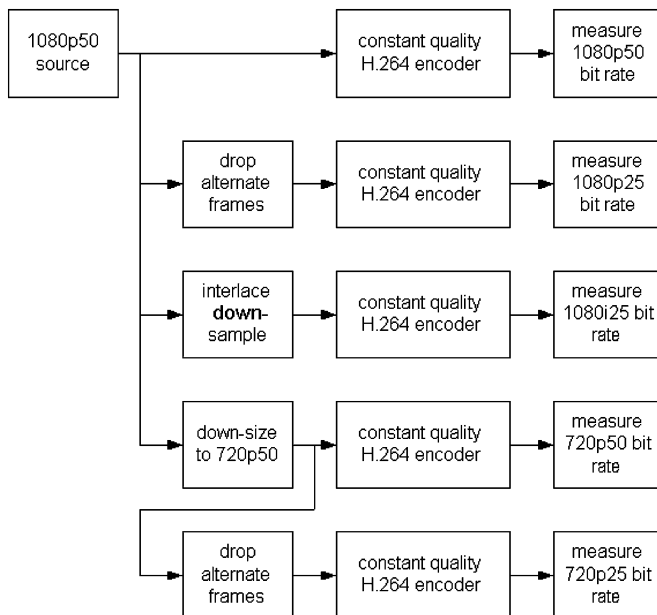 1080p50
source
constant quality
H.264 encoder
measure
1080p50
bit rate
drop
alternate
frames
constant quality
H.264 encoder
measure
1080p25
bit rate
interlace
down-
sample
constant quality
H.264 encoder
measure
1080i25 bit
rate
down-size
to 720p50
constant quality
H.264 encoder
measure
720p50 bit
rate
drop
alternate
frames
constant quality
H.264 encoder
measure
720p25 bit
rate